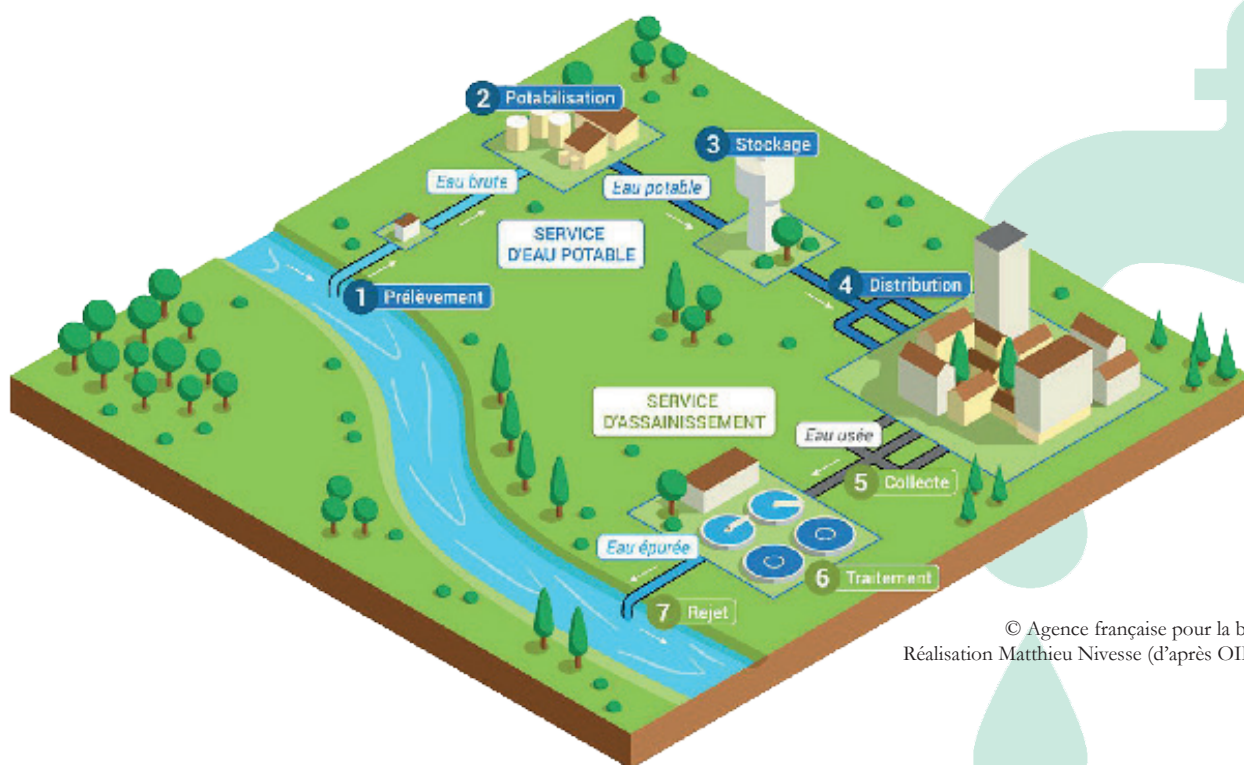 2 Potabilisation
3 Stockage
Eau brute
Eau potable
SERVICE
D'EAU POTABLE
1 Prélèvement
4 Distribution
SERVICE
D'ASSAINISSEMENT
Eau usée
5 Collecte
Eau épurée
6 Traitement
7 Rejet
© Agence française pour la b
Réalisation Matthieu Nivesse (d'après OI